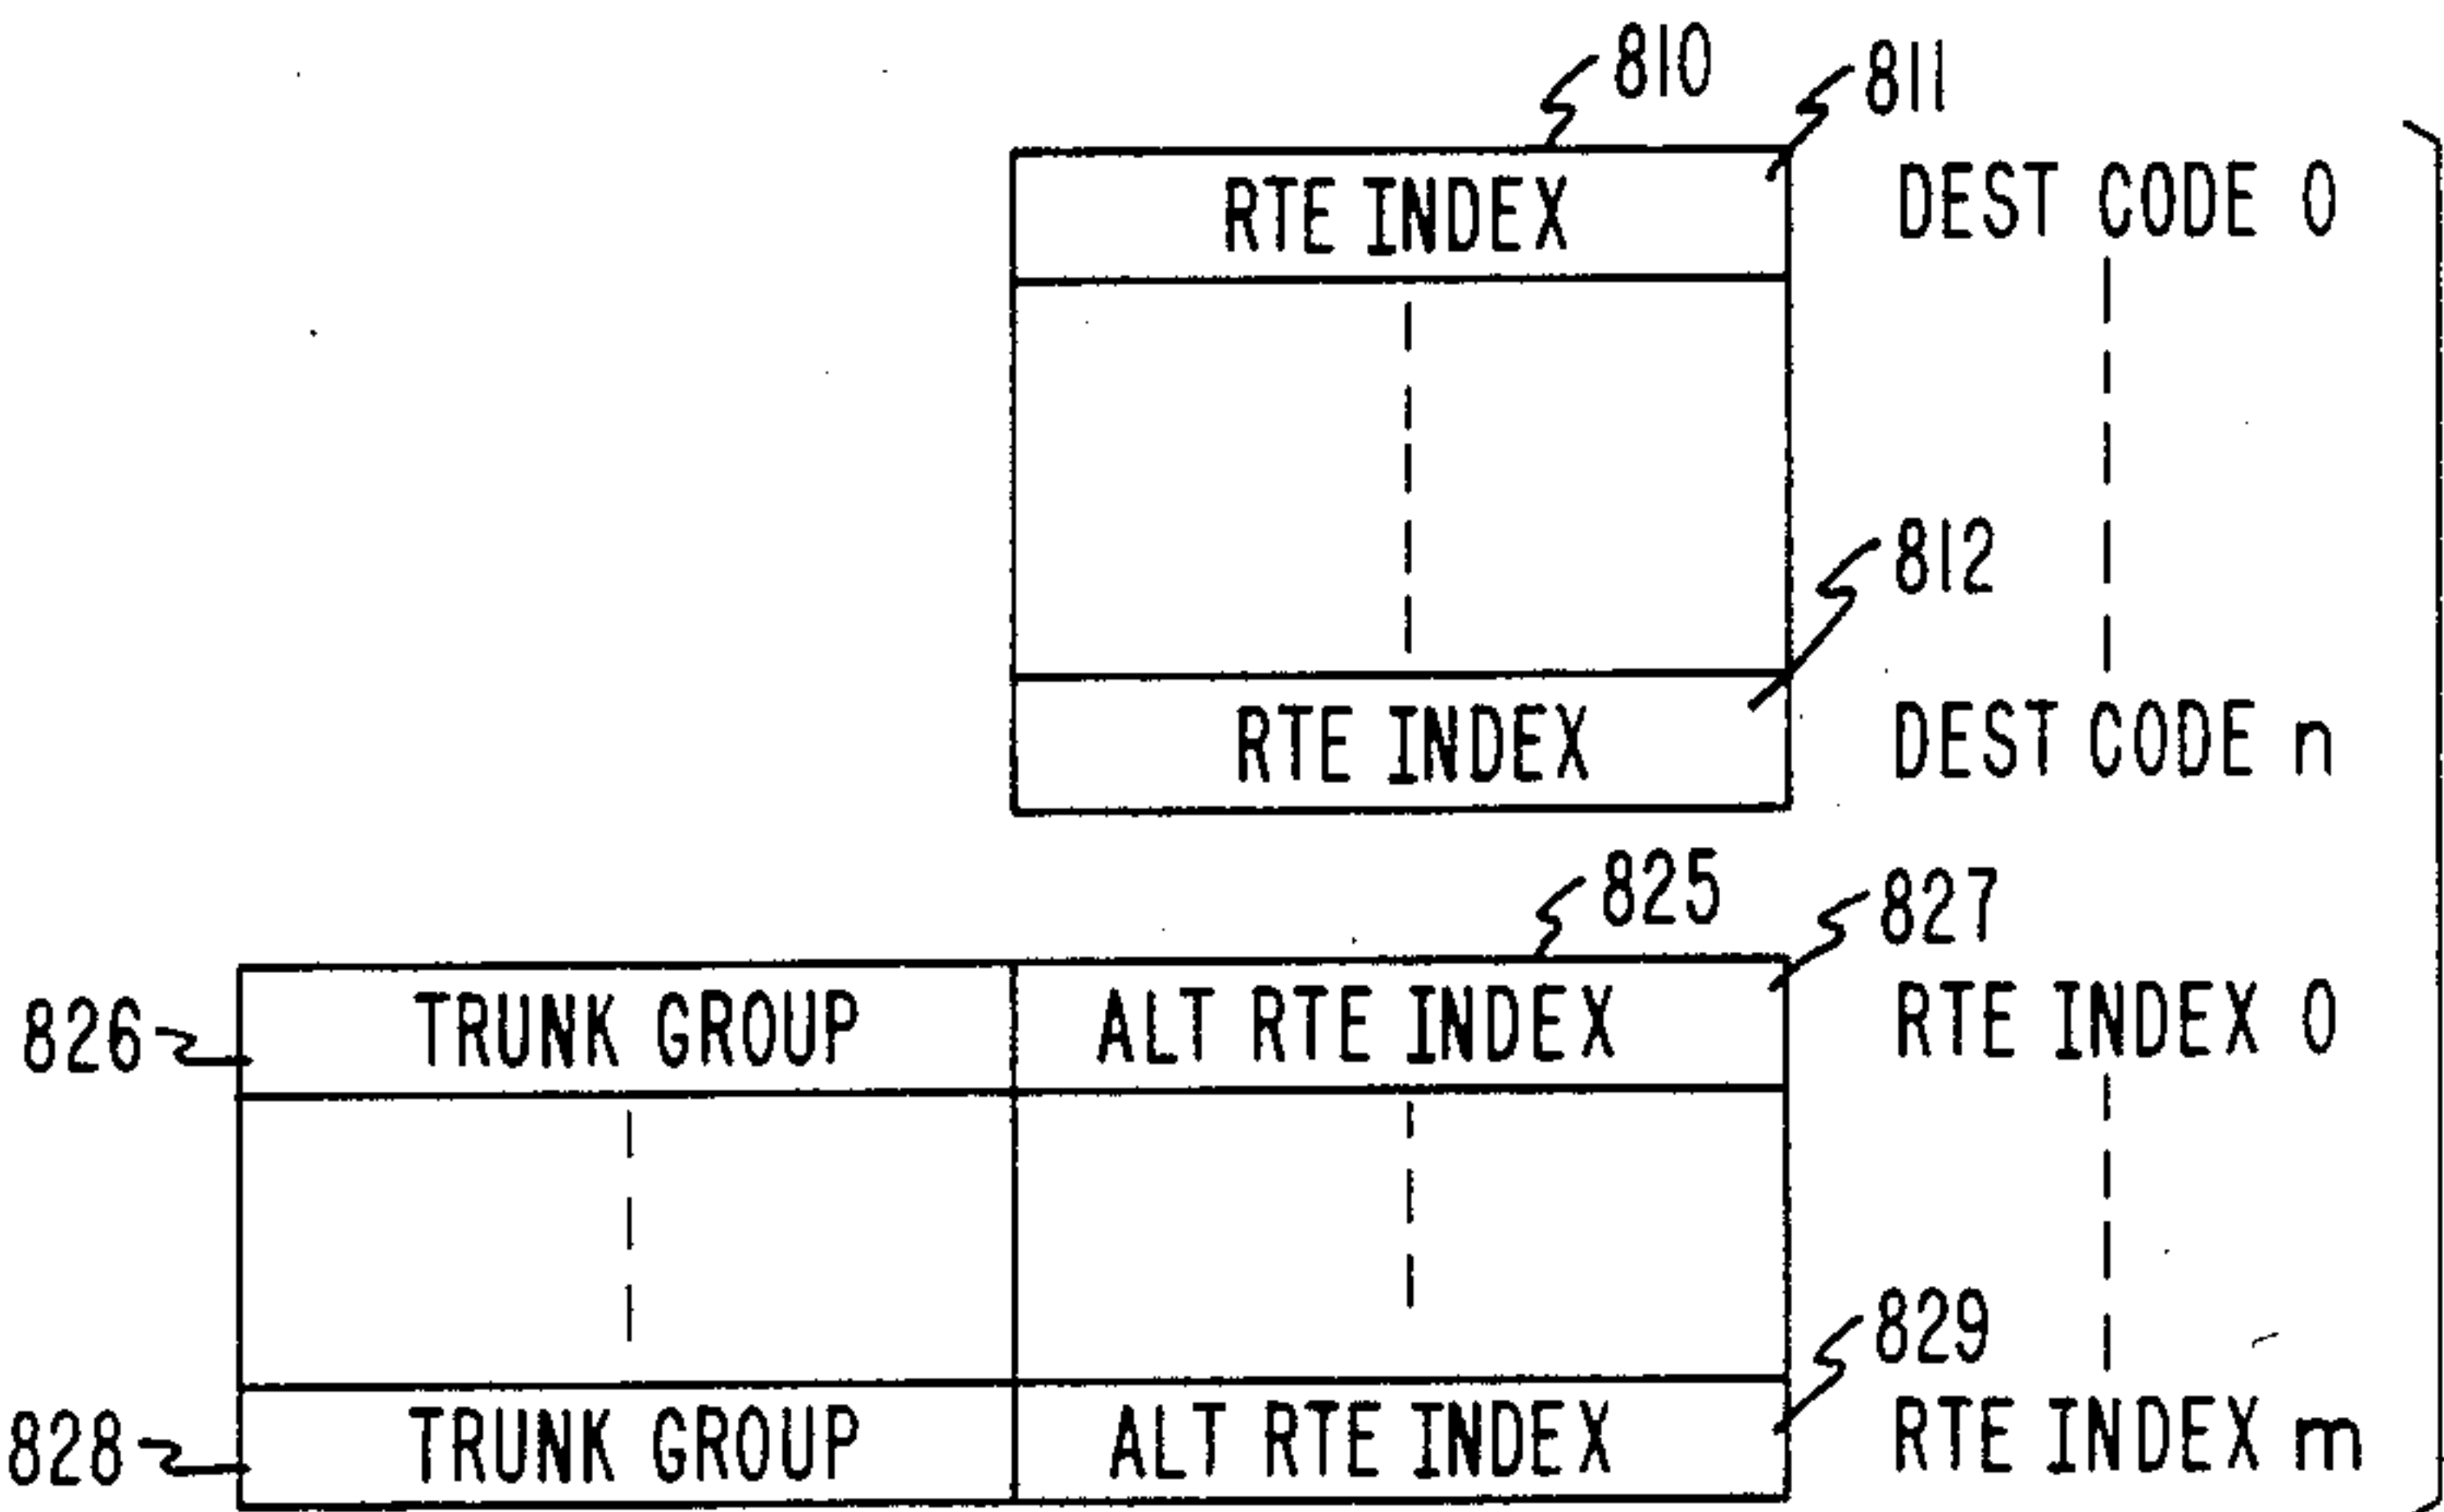 810
811
RTE INDEX DEST CODE 0
812
RTE INDEX DEST CODE n
825
827
826 TRUNK GROUP ALT RTE INDEX RTE INDEX 0
829
828 TRUNK GROUP ALT RTE INDEX RTE INDEX m